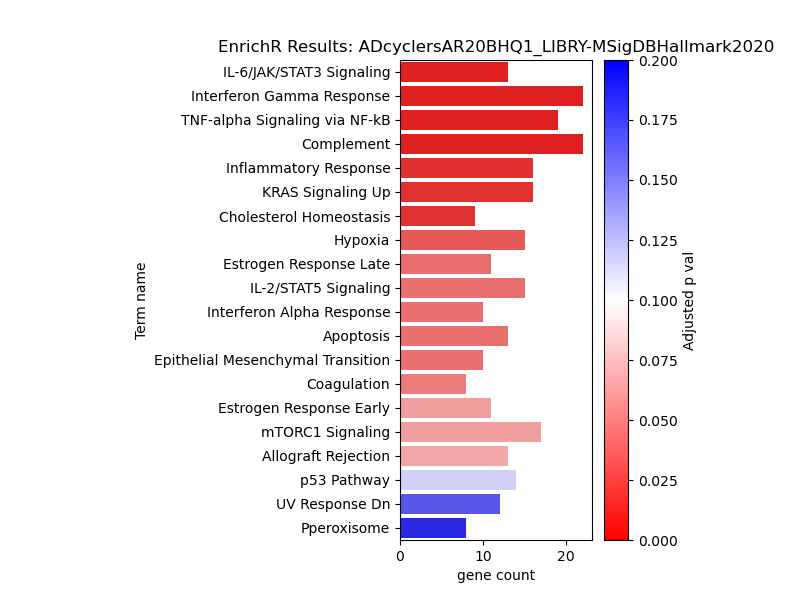 EnrichR Results: ADcyclersAR20BHQ1_LIBRY-MSigDBHallmark2020
IL-6/JAK/STAT3 Signaling
Interferon Gamma Response
TNF-alpha Signaling via NF-kB
Complement
Inflammatory Response
KRAS Signaling Up
Cholesterol Homeostasis
Hypoxia
Estrogen Response Late
IL-2/STAT5 Signaling
Interferon Alpha Response
Apoptosis
Epithelial Mesenchymal Transition
Coagulation
Estrogen Response Early
mTORC1 Signaling
Allograft Rejection
p53 Pathway
UV Response Dn
Pperoxisome
Term name
0 10 20
gene count
0.200
0.175
0.150
0.125
0.100
0.075
0.050
0.025
0.000
Adjusted p val